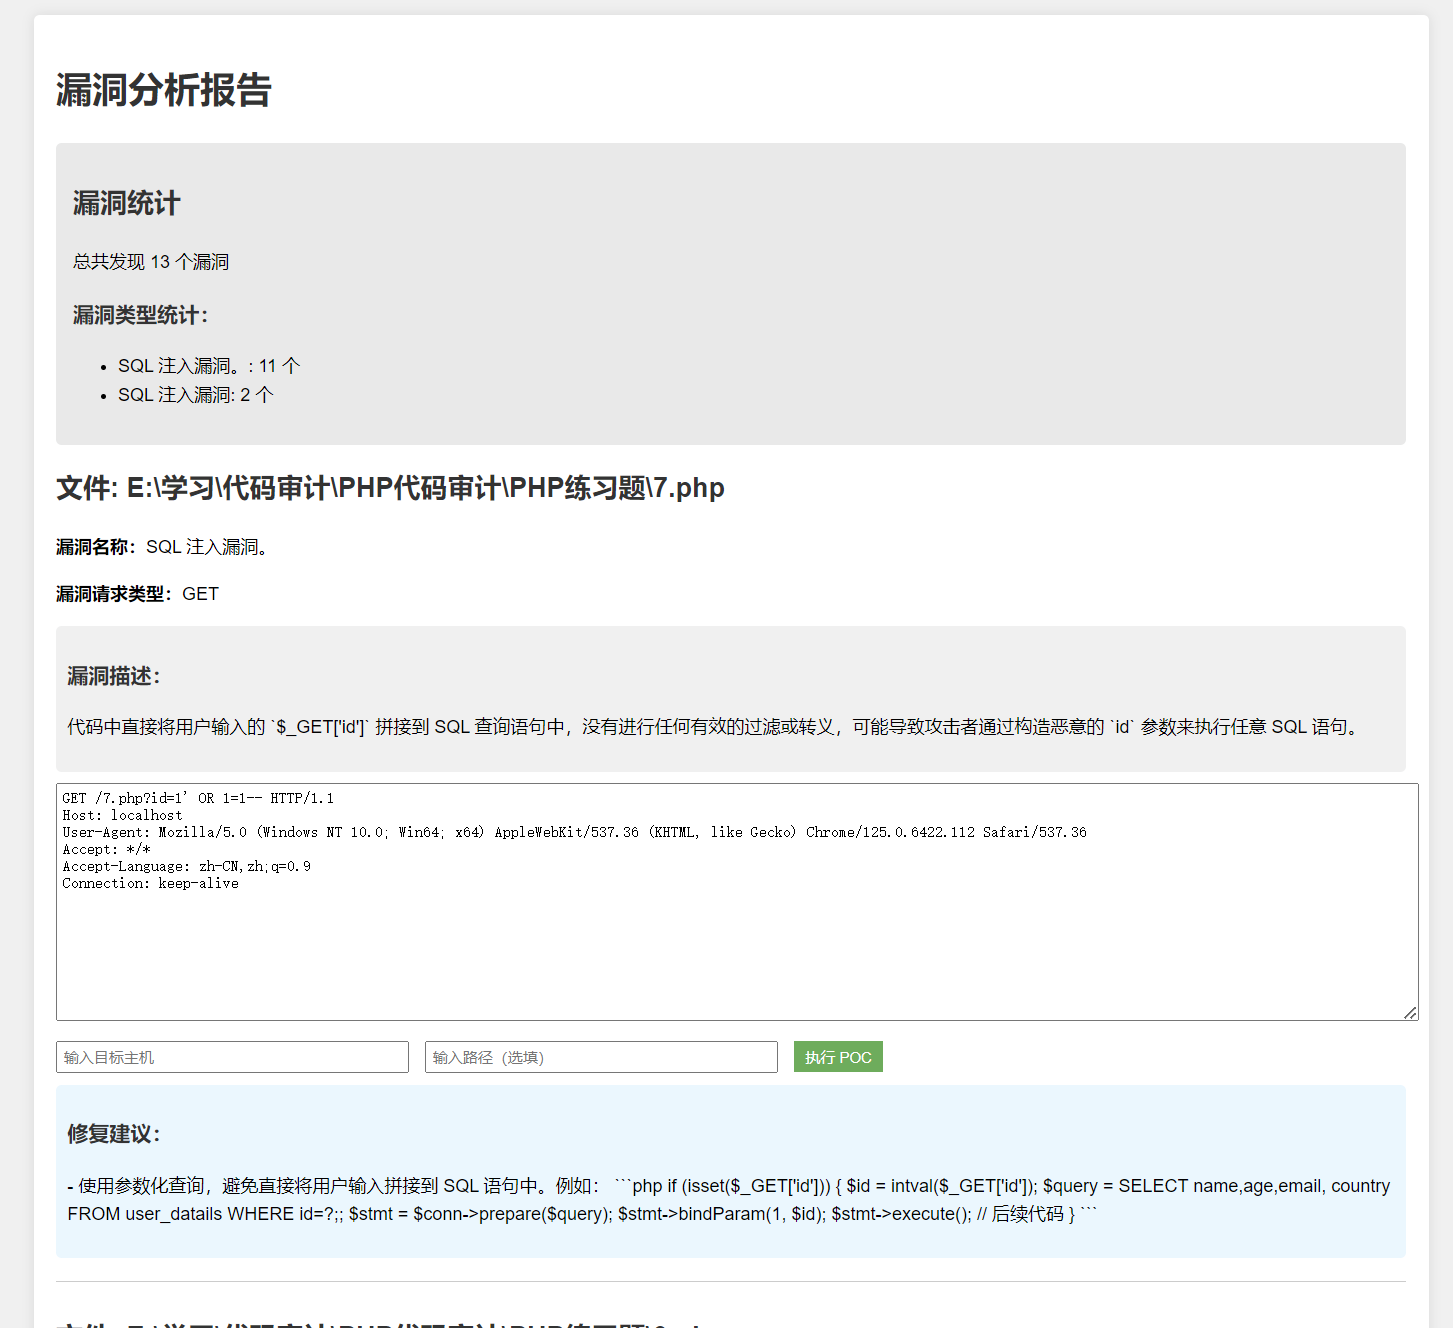 漏洞分析报告
漏洞统计
总共发现 13 个漏洞
漏洞类型统计：
• SQL 注入漏洞。: 11 个
• SQL 注入漏洞: 2 个
文件: E:\学习\代码审计\PHP代码审计\PHP练习题\7.php
漏洞名称：SQL 注入漏洞。
漏洞请求类型：GET
漏洞描述：
代码中直接将用户输入的 `$_GET['id']` 拼接到 SQL 查询语句中，没有进行任何有效的过滤或转义，可能导致攻击者通过构造恶意的 `id` 参数来执行任意 SQL 语句。
GET /7.php?id=1' OR 1=1-- HTTP/1.1
Host: localhost
User-Agent: Mozilla/5.0 (Windows NT 10.0; Win64; x64) AppleWebKit/537.36 (KHTML, like Gecko) Chrome/125.0.6422.112 Safari/537.36
Accept: */*
Accept-Language: zh-CN,zh;q=0.9
Connection: keep-alive
输入目标主机 输入路径（选填） 执行 POC
修复建议：
- 使用参数化查询，避免直接将用户输入拼接到 SQL 语句中。例如： ```php if (isset($_GET['id'])) { $id = intval($_GET['id']); $query = SELECT name,age,email, country
FROM user_datails WHERE id=?;; $stmt = $conn->prepare($query); $stmt->bindParam(1, $id); $stmt->execute(); // 后续代码 } ```